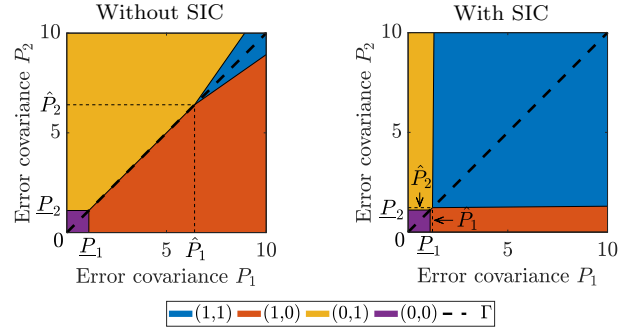 Without SIC
10
5
0
Error covariance P₂
P̂₂
P̲₂
P̲₁
P̂₁
5
10
Error covariance P₁
With SIC
10
5
0
Error covariance P₂
P̂₂
P̲₂
P̂₁
P̲₁
5
10
Error covariance P₁
(1,1) (1,0) (0,1) (0,0) Γ